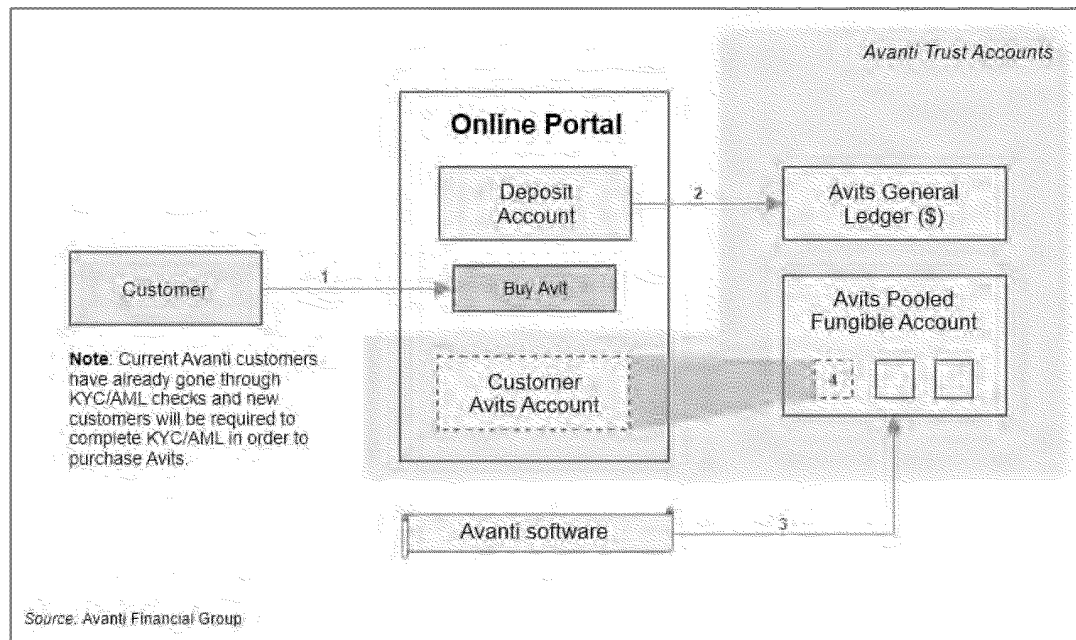 Avanti Trust Accounts
Online Portal
Deposit
Account
2
Avits General
Ledger ($)
Customer
1
Buy Avit
Avits Pooled
Fungible Account
Note: Current Avanti customers
have already gone through
KYC/AML checks and new
customers will be required to
complete KYC/AML in order to
purchase Avits.
Customer
Avits Account
4
Avanti software
3
Source: Avanti Financial Group